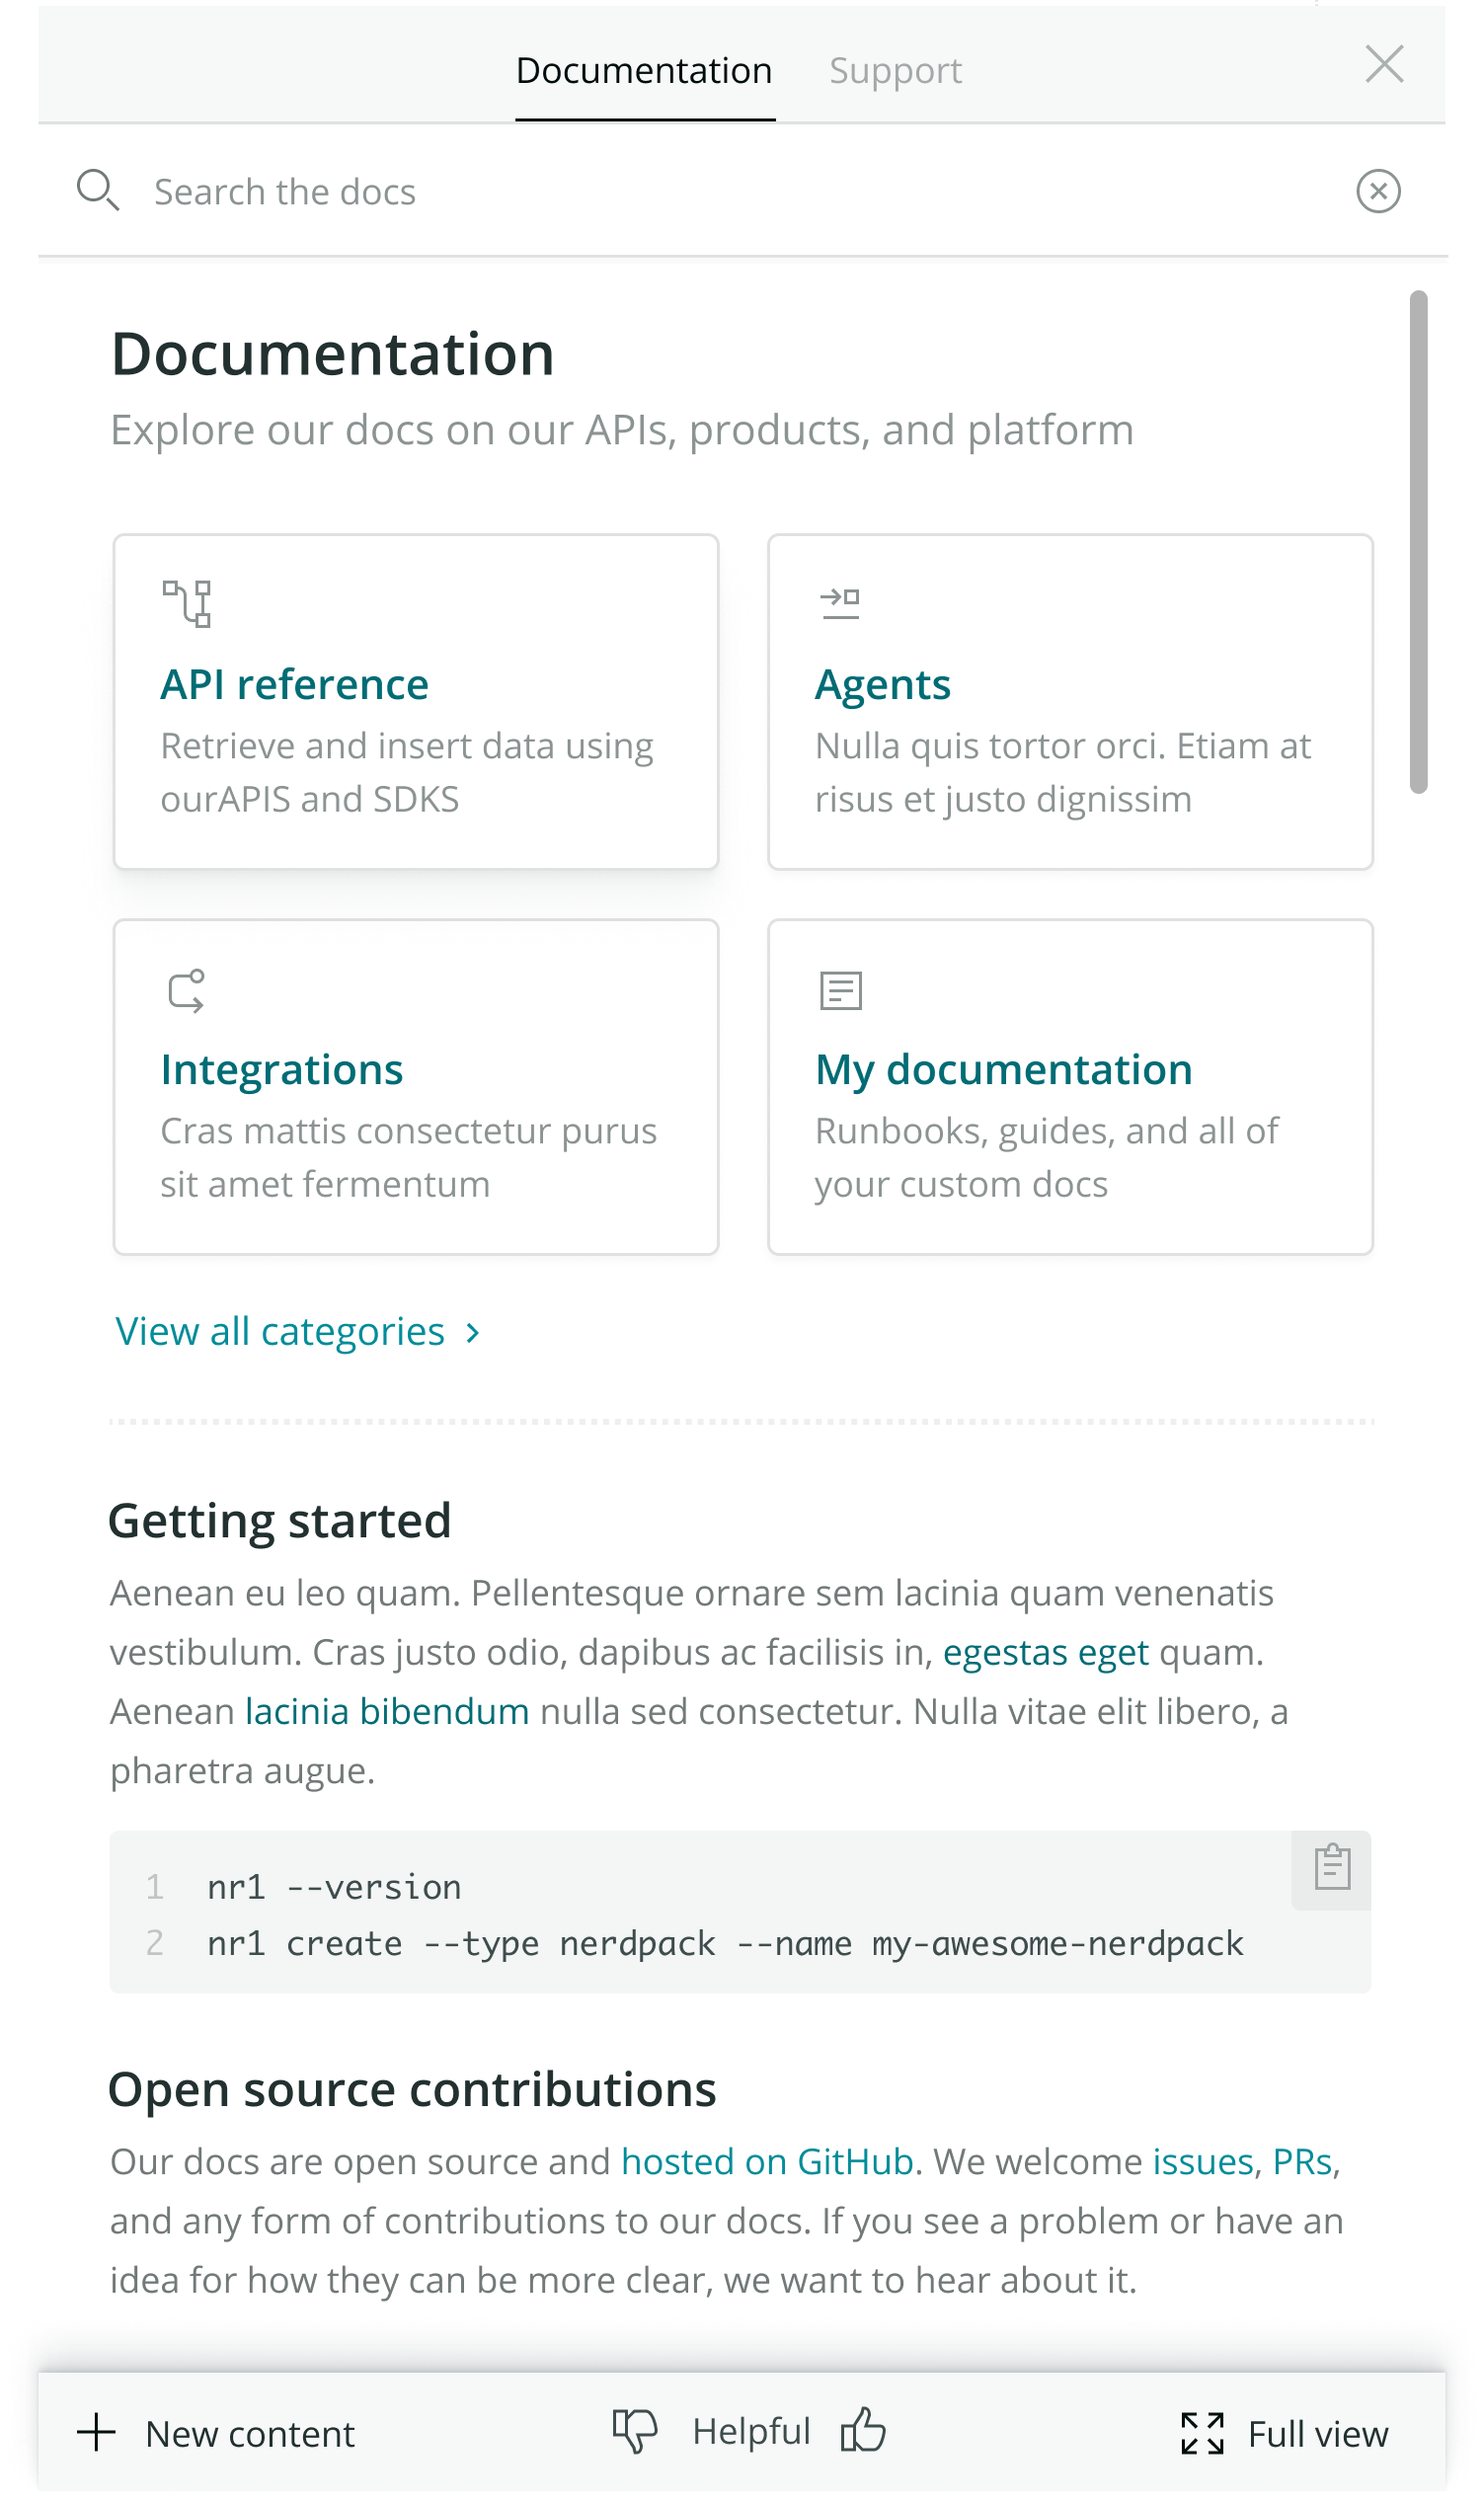 Documentation Support
Search the docs
Documentation
Explore our docs on our APIs, products, and platform
API reference
Retrieve and insert data using
ourAPIS and SDKS
Agents
Nulla quis tortor orci. Etiam at
risus et justo dignissim
Integrations
Cras mattis consectetur purus
sit amet fermentum
My documentation
Runbooks, guides, and all of
your custom docs
View all categories
Getting started
Aenean eu leo quam. Pellentesque ornare sem lacinia quam venenatis
vestibulum. Cras justo odio, dapibus ac facilisis in, egestas eget quam.
Aenean lacinia bibendum nulla sed consectetur. Nulla vitae elit libero, a
pharetra augue.
1 nr1 --version
2 nr1 create --type nerdpack --name my-awesome-nerdpack
Open source contributions
Our docs are open source and hosted on GitHub. We welcome issues, PRs,
and any form of contributions to our docs. If you see a problem or have an
idea for how they can be more clear, we want to hear about it.
New content Helpful Full view